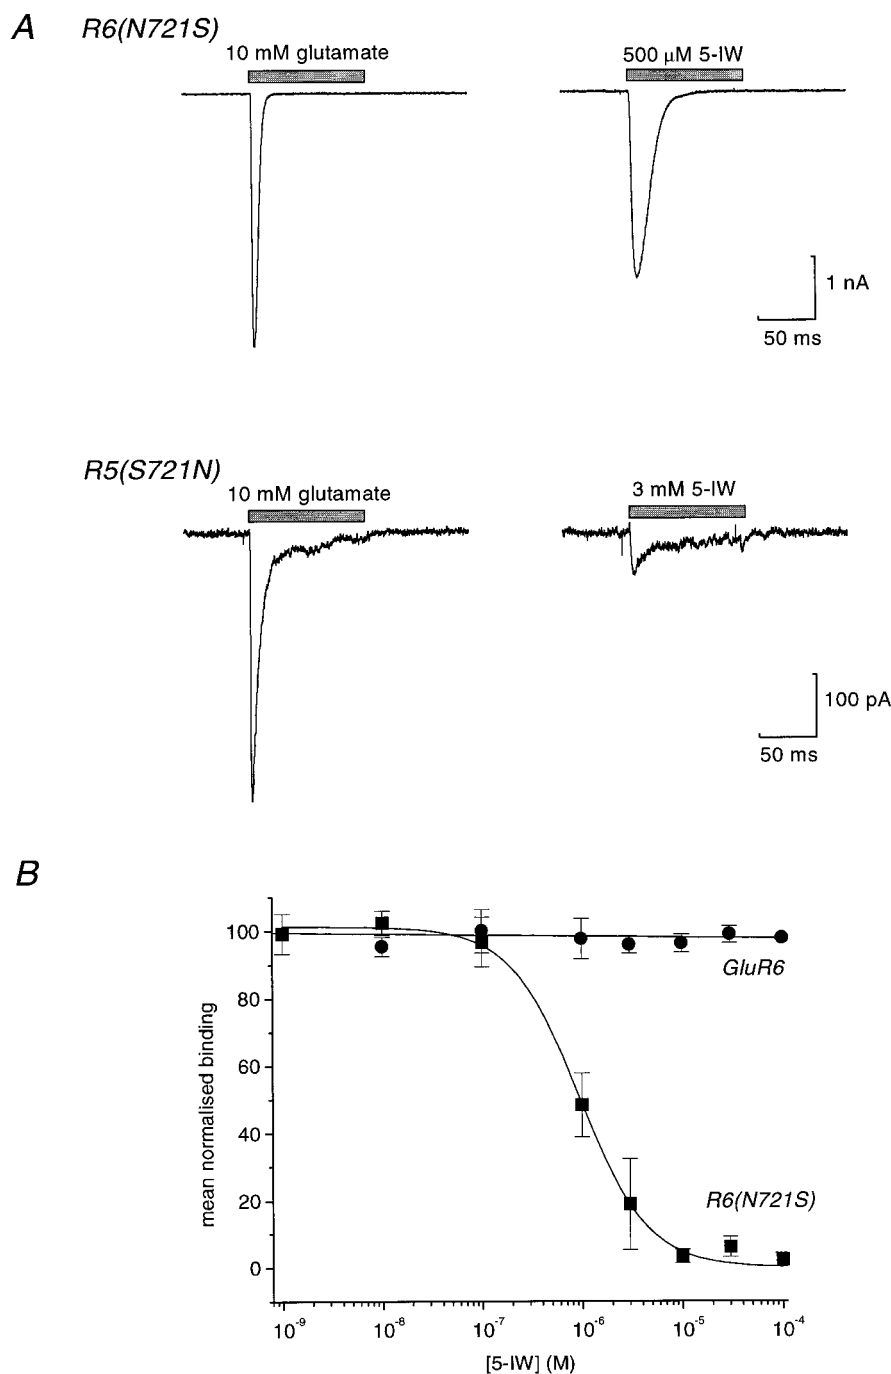 A
R6(N721S)
10 mM glutamate
500 µM 5-IW
1 nA
50 ms
R5(S721N)
10 mM glutamate
3 mM 5-IW
100 pA
50 ms
B
100
80
60
40
20
0
mean normalised binding
GluR6
R6(N721S)
10⁻⁹ 10⁻⁸ 10⁻⁷ 10⁻⁶ 10⁻⁵ 10⁻⁴
[5-IW] (M)